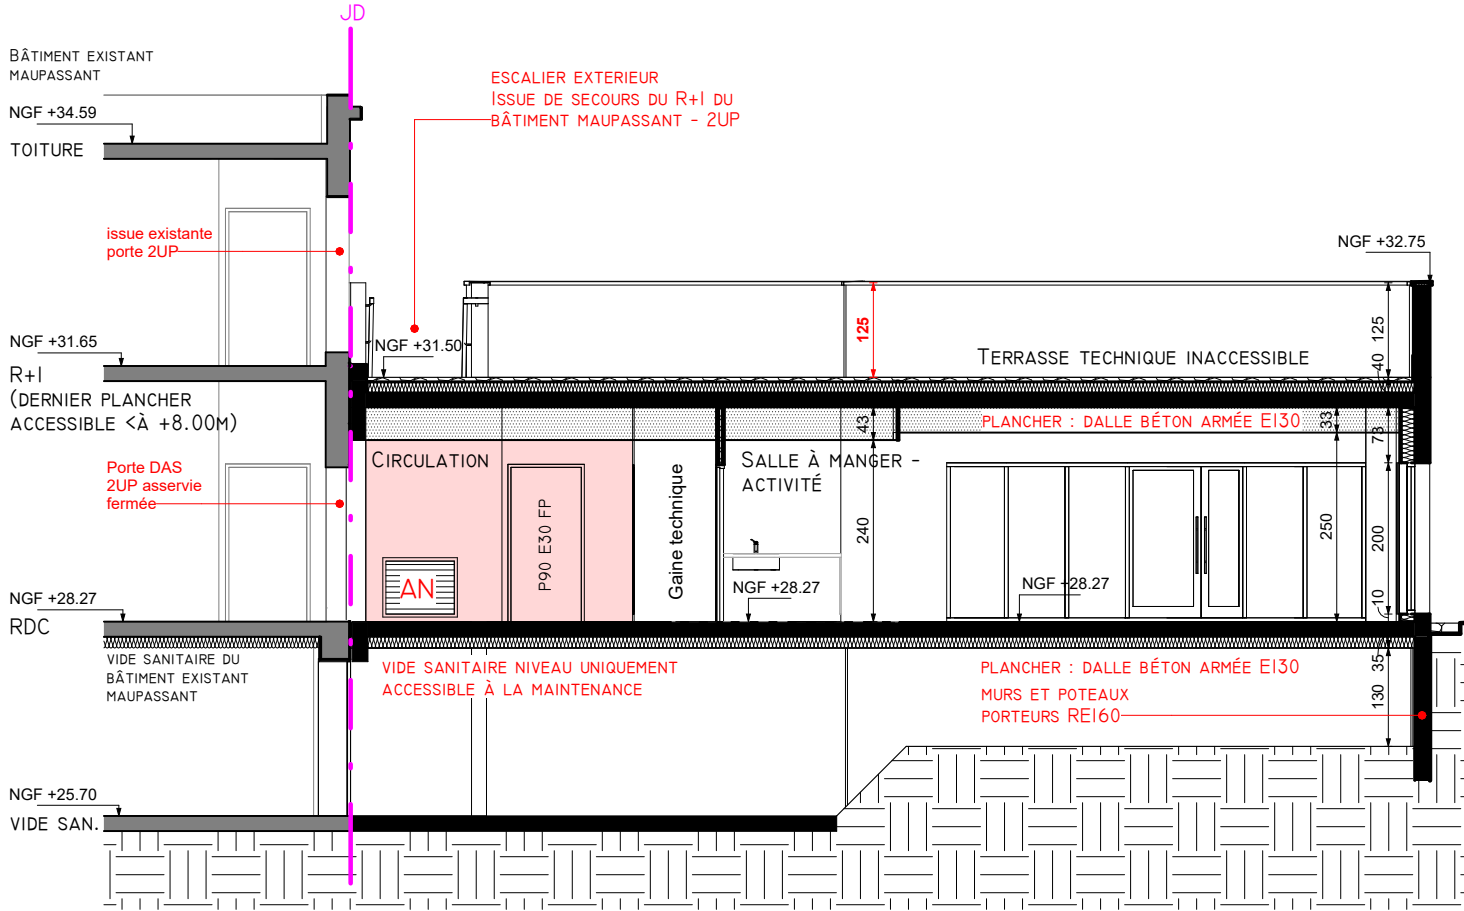 JD
BÂTIMENT EXISTANT
MAUPASSANT
NGF +34.59
TOITURE
ESCALIER EXTERIEUR
ISSUE DE SECOURS DU R+1 DU
BÂTIMENT MAUPASSANT - 2UP
issue existante
porte 2UP
NGF +32.75
NGF +31.65
R+1
(DERNIER PLANCHER
ACCESSIBLE <À +8.00M)
NGF +31.50
125
125
40
TERRASSE TECHNIQUE INACCESSIBLE
43
PLANCHER : DALLE BÉTON ARMÉE EI30
33
73
Porte DAS
2UP asservie
fermée
CIRCULATION
P90 E30 FP
AN
Gaine technique
SALLE À MANGER -
ACTIVITÉ
240
250
200
10
NGF +28.27
NGF +28.27
NGF +28.27
RDC
VIDE SANITAIRE DU
BÂTIMENT EXISTANT
MAUPASSANT
VIDE SANITAIRE NIVEAU UNIQUEMENT
ACCESSIBLE À LA MAINTENANCE
PLANCHER : DALLE BÉTON ARMÉE EI30
MURS ET POTEAUX
PORTEURS REI60
35
130
NGF +25.70
VIDE SAN.